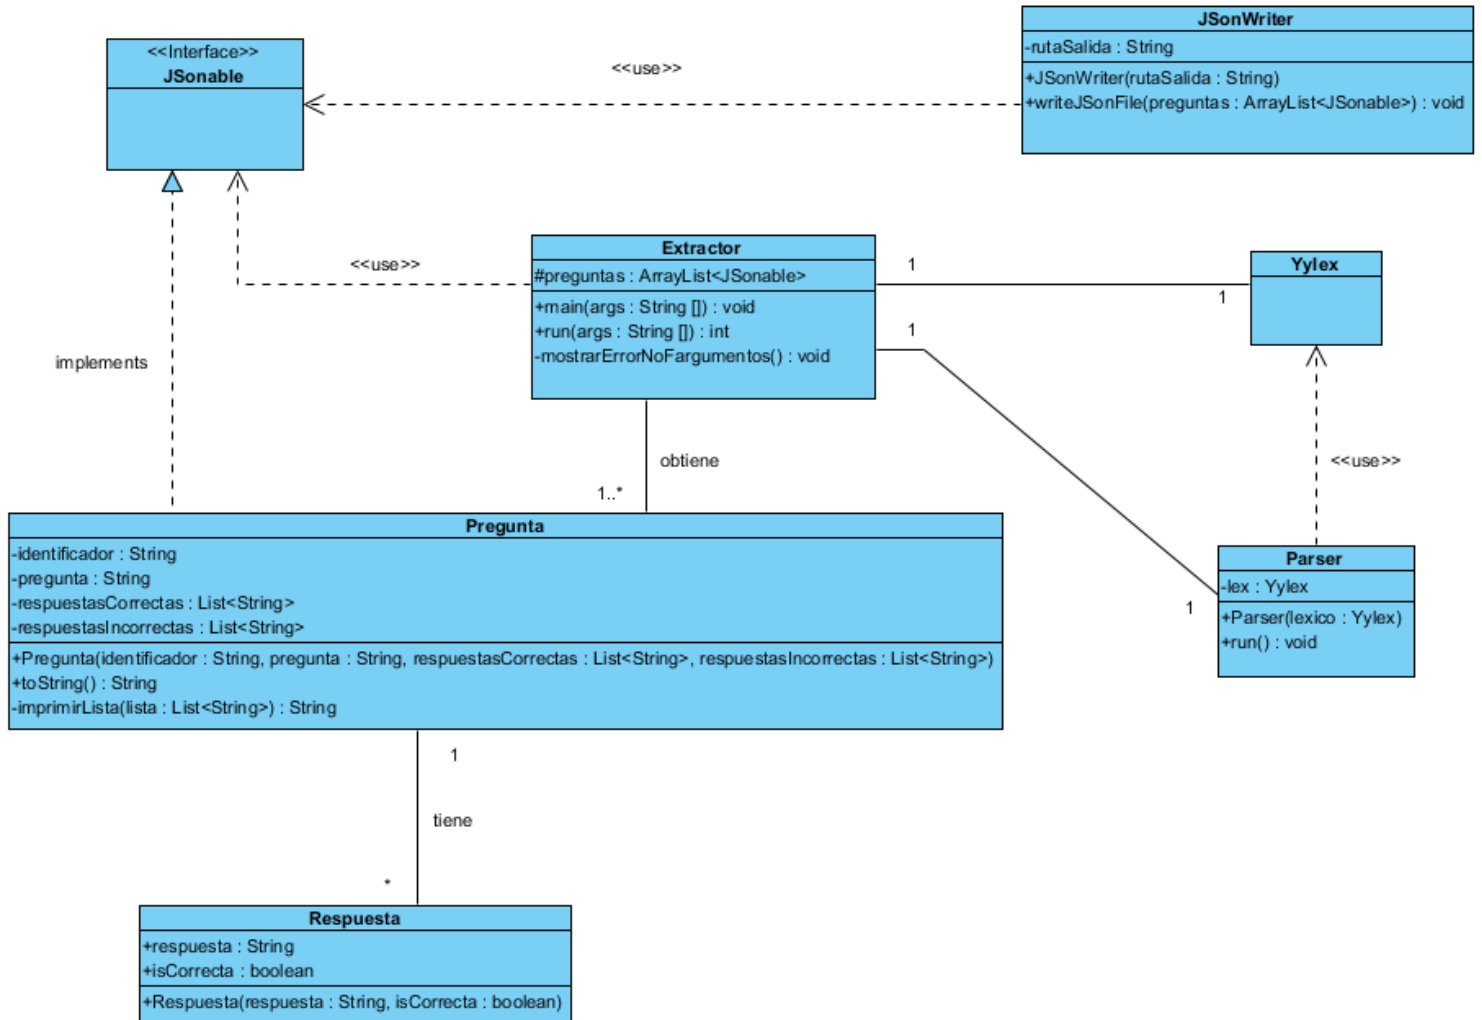 <<Interface>>
JSonable
<<use>>
JSonWriter
-rutaSalida : String
+JSonWriter(rutaSalida : String)
+writeJSonFile(preguntas : ArrayList<JSonable>) : void
implements
<<use>>
Extractor
#preguntas : ArrayList<JSonable>
+main(args : String []) : void
+run(args : String []) : int
-mostrarErrorNoFargumentos() : void
1
1
Yylex
1
<<use>>
obtiene
1..*
1
Parser
-lex : Yylex
+Parser(lexico : Yylex)
+run() : void
Pregunta
-identificador : String
-pregunta : String
-respuestasCorrectas : List<String>
-respuestasIncorrectas : List<String>
+Pregunta(identificador : String, pregunta : String, respuestasCorrectas : List<String>, respuestasIncorrectas : List<String>)
+toString() : String
-imprimirLista(lista : List<String>) : String
1
tiene
*
Respuesta
+respuesta : String
+isCorrecta : boolean
+Respuesta(respuesta : String, isCorrecta : boolean)